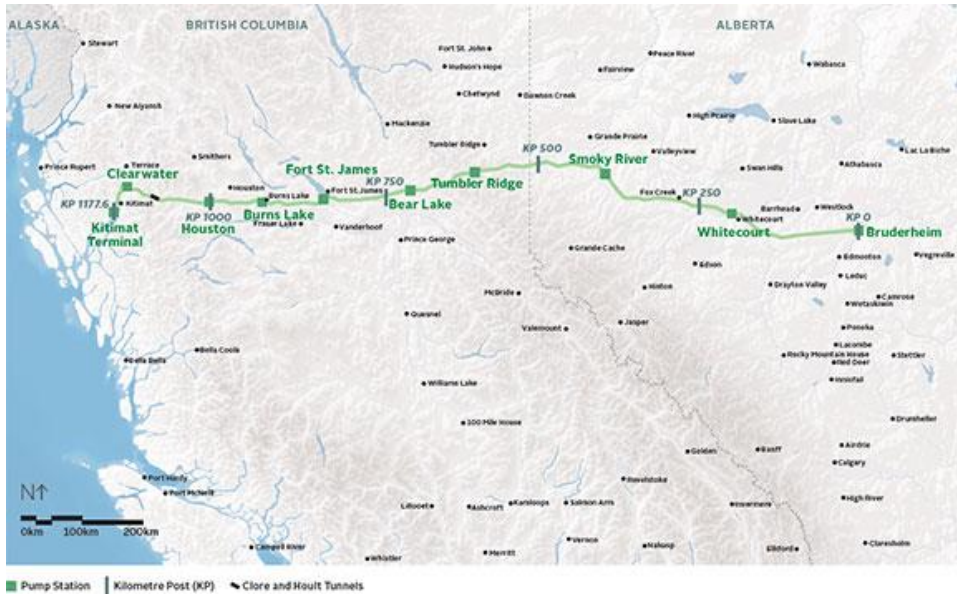 ALASKA
BRITISH COLUMBIA
ALBERTA
Stewart
Fort St. John
Hudson's Hope
Peace River
Fairview
Wabanca
Chetwynd
Dawson Creek
New Aiyansh
High Prairie
Slave Lake
Mackenzie
Grande Prairie
Tumbler Ridge
KP 500
Valleyview
Lac La Biche
Smithers
Smoky River
Athabasca
Prince Rupert
Terrace
Fort St. James
Swan Hills
Clearwater
KP 750
Tumbler Ridge
Houston
Fort St. James
Fox Creek
KP 250
Burns Lake
Bear Lake
KP 1177.6
Kitimat
Barrhead
Westlock
KP 1000
Burns Lake
Whitecourt
KP 0
Kitimat
Terminal
Houston
Fraser Lake
Vanderhoof
Whitecourt
Bruderheim
Prince George
Grande Cache
Edmonton
Vegreville
Edson
Leduc
McBride
Hinton
Drayton Valley
Camrose
Wetaskiwin
Quesnel
Valemount
Jasper
Ponoka
Lacombe
Bella Coola
Rocky Mountain House
Stettler
Bella Bella
Red Deer
Innisfail
Williams Lake
100 Mile House
Drumheller
Golden
Banff
Airdrie
Calgary
Port Hardy
Revelstoke
Port McNeill
N↑
Lillooet
Ashcroft
Kamloops
Salmon Arm
Invermere
High River
0km 100km 200km
Campbell River
Vernon
Nakusp
Elkford
Claresholm
Whistler
Merritt
Pump Station
Kilometre Post (KP)
Clore and Hoult Tunnels